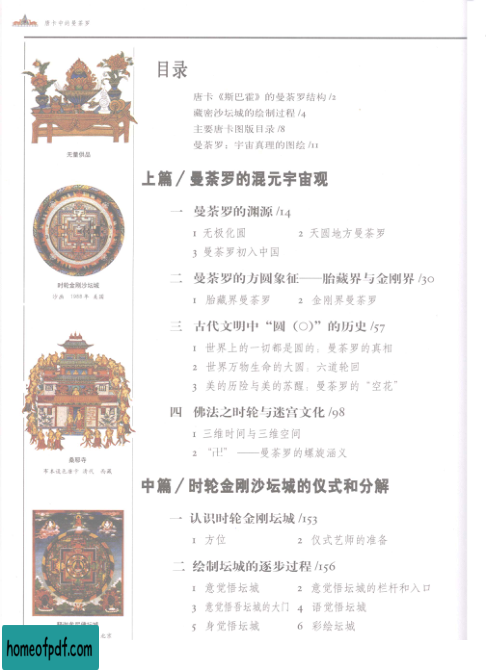 唐卡中的曼荼罗
目录
唐卡《斯巴霍》的曼荼罗结构 /2
藏密沙坛城的绘制过程 /4
主要唐卡图版目录 /8
曼荼罗：宇宙真理的图绘 /11
上篇 / 曼荼罗的混元宇宙观
一 曼荼罗的渊源 /14
1 无极化圆 2 天圆地方曼荼罗
3 曼荼罗初入中国
二 曼荼罗的方圆象征——胎藏界与金刚界 /30
1 胎藏界曼荼罗 2 金刚界曼荼罗
三 古代文明中“圆（○）”的历史 /57
1 世界上的一切都是圆的：曼荼罗的真相
2 世界万物生命的大圆：六道轮回
3 美的历险与美的苏醒：曼荼罗的“空花”
四 佛法之时轮与迷宫文化 /98
1 三维时间与三维空间
2 “卍” ——曼荼罗的螺旋涵义
中篇 / 时轮金刚沙坛城的仪式和分解
一 认识时轮金刚坛城 /153
1 方位 2 仪式艺师的准备
二 绘制坛城的逐步过程 /156
1 意觉悟坛城 2 意觉悟坛城的栏杆和入口
3 意觉悟吾坛城的大门 4 语觉悟坛城
5 身觉悟坛城 6 彩绘坛城
天董供品
时轮金刚沙坛城
沙画 1988年 美国
桑耶寺
布本设色唐卡 清代 西藏
北京
homeofpdf.com